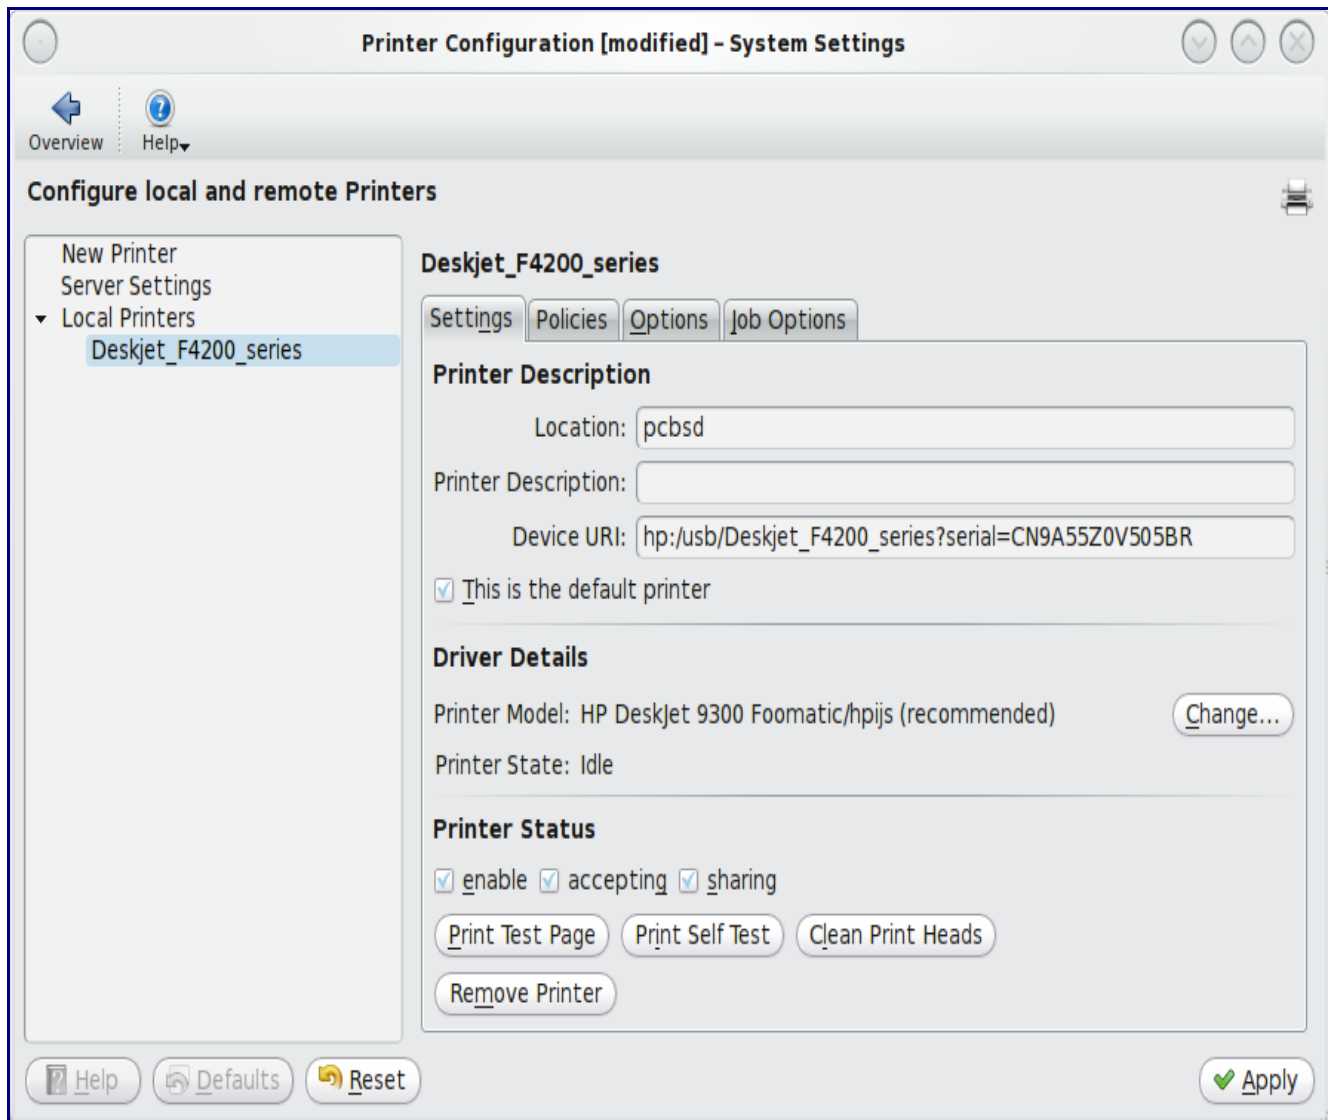 Printer Configuration [modified] – System Settings
Overview
Help
Configure local and remote Printers
New Printer
Server Settings
Local Printers
Deskjet_F4200_series
Deskjet_F4200_series
Settings Policies Options Job Options
Printer Description
Location: pcbsd
Printer Description:
Device URI: hp:/usb/Deskjet_F4200_series?serial=CN9A55Z0V505BR
This is the default printer
Driver Details
Printer Model: HP DeskJet 9300 Foomatic/hpijs (recommended) Change...
Printer State: Idle
Printer Status
enable accepting sharing
Print Test Page Print Self Test Clean Print Heads
Remove Printer
Help Defaults Reset Apply